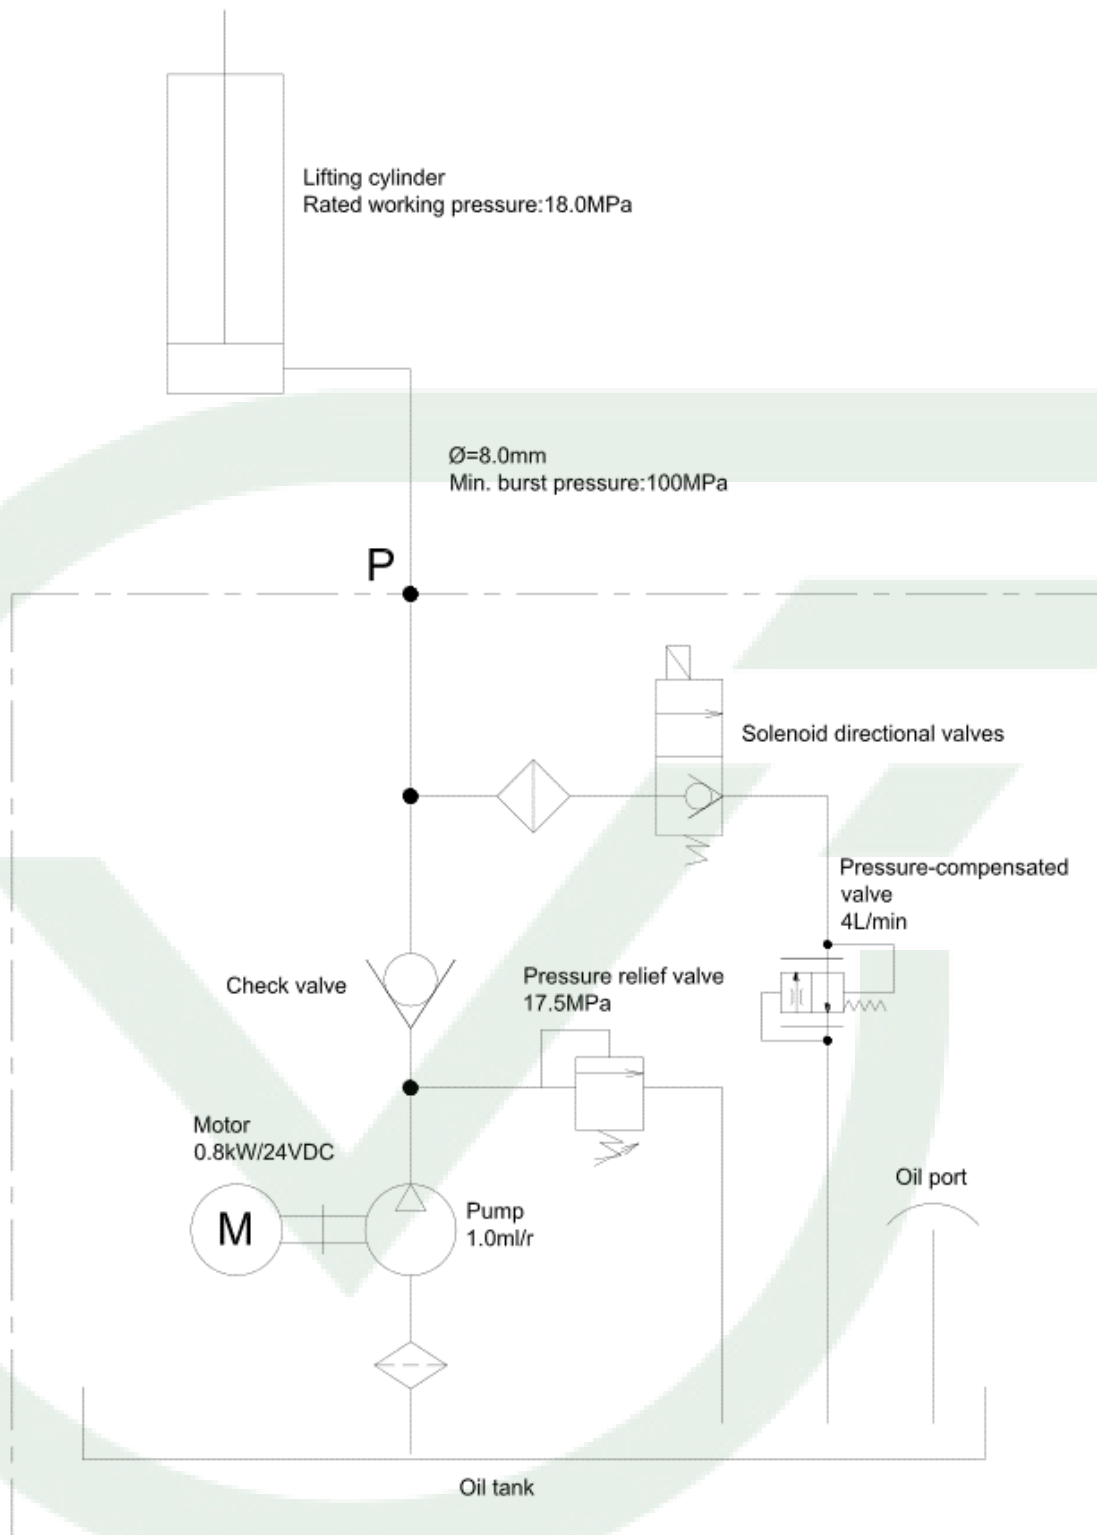 Lifting cylinder
Rated working pressure:18.0MPa
Ø=8.0mm
Min. burst pressure:100MPa
P
Solenoid directional valves
Pressure-compensated
valve
4L/min
Check valve
Pressure relief valve
17.5MPa
Motor
0.8kW/24VDC
M
Pump
1.0ml/r
Oil port
Oil tank